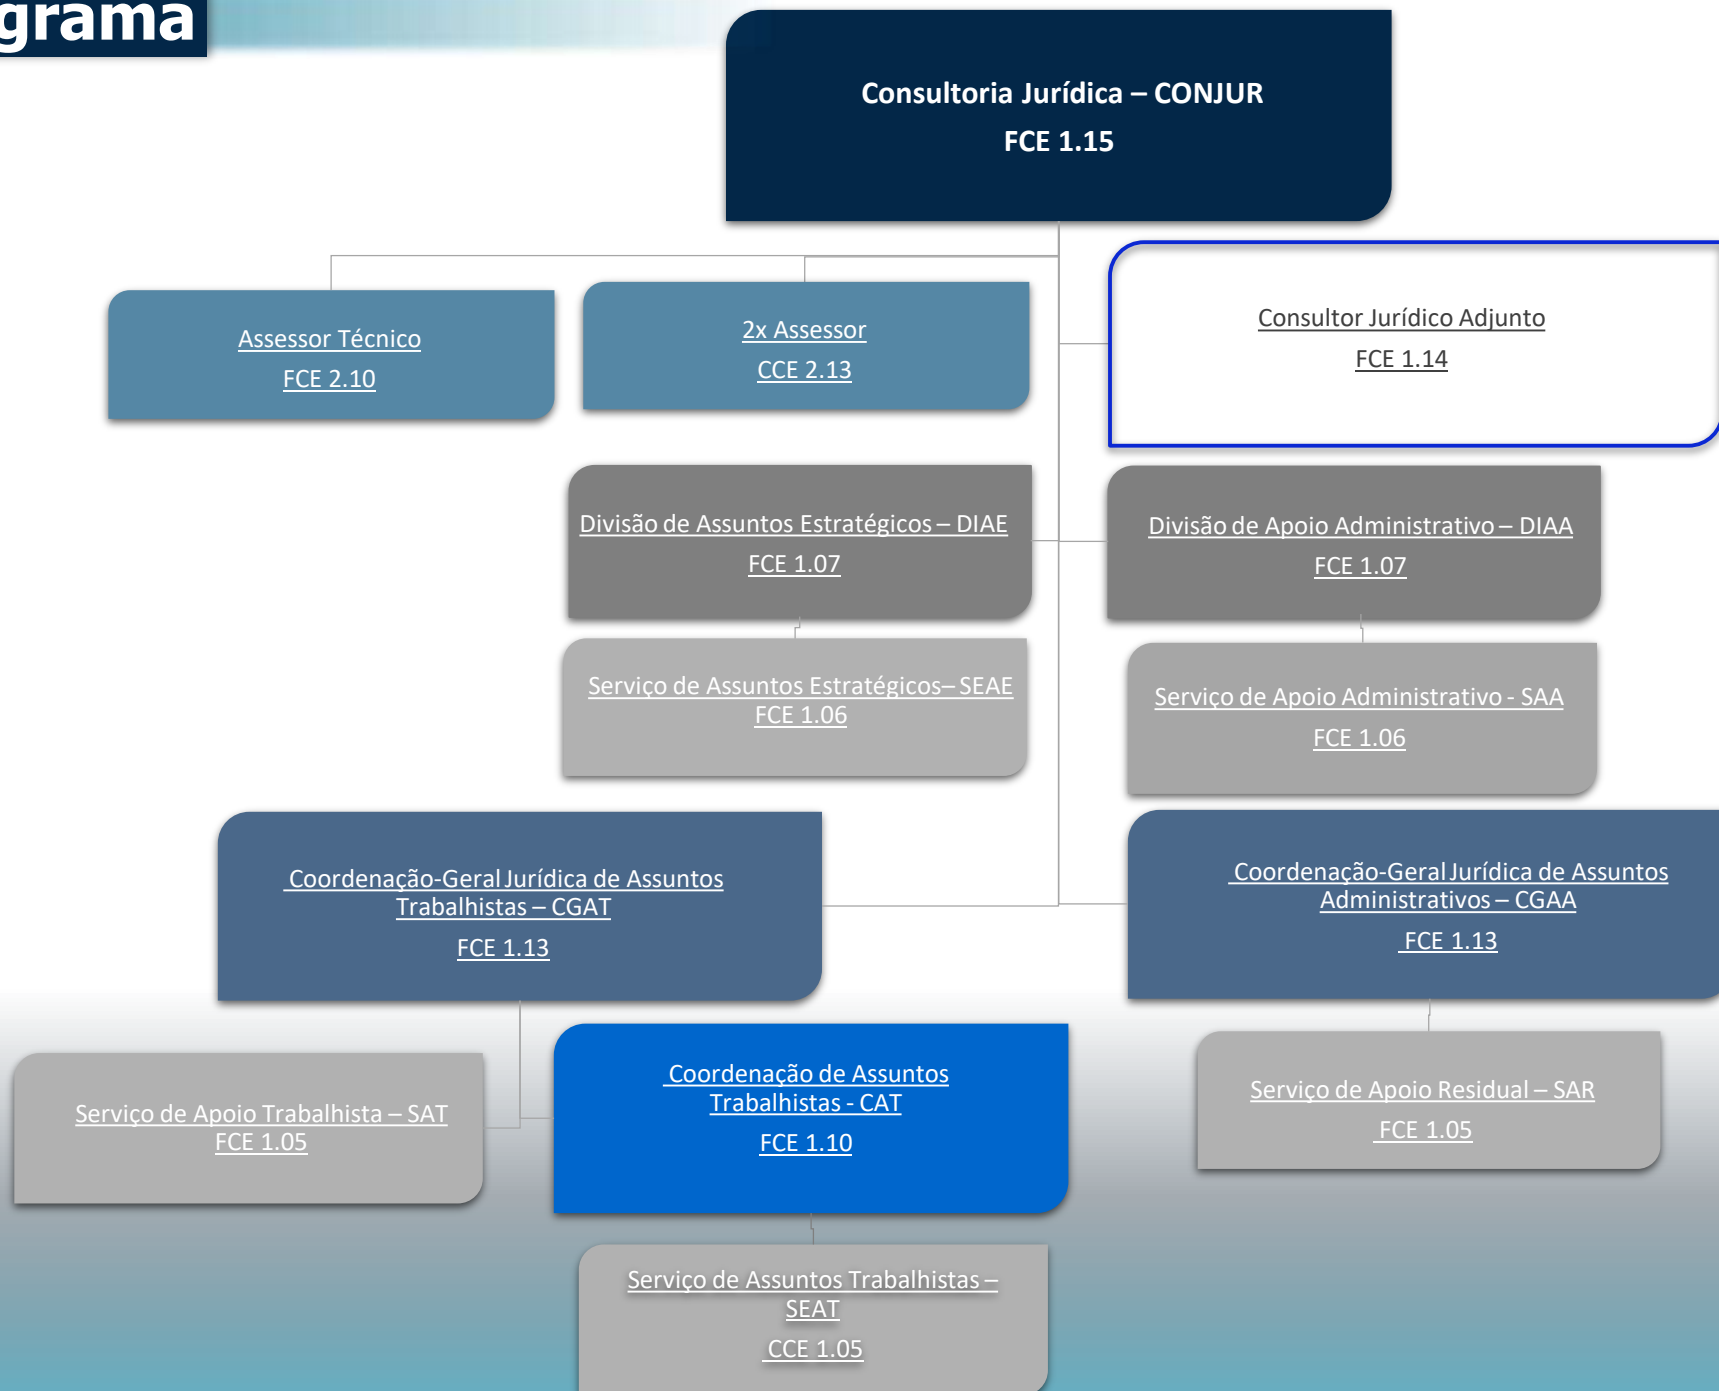 grama
Consultoria Jurídica – CONJUR
FCE 1.15
Assessor Técnico
FCE 2.10
2x Assessor
CCE 2.13
Consultor Jurídico Adjunto
FCE 1.14
Divisão de Assuntos Estratégicos – DIAE
FCE 1.07
Divisão de Apoio Administrativo – DIAA
FCE 1.07
Serviço de Assuntos Estratégicos– SEAE
FCE 1.06
Serviço de Apoio Administrativo - SAA
FCE 1.06
Coordenação-Geral Jurídica de Assuntos
Trabalhistas – CGAT
FCE 1.13
Coordenação-Geral Jurídica de Assuntos
Administrativos – CGAA
FCE 1.13
Serviço de Apoio Trabalhista – SAT
FCE 1.05
Coordenação de Assuntos
Trabalhistas - CAT
FCE 1.10
Serviço de Apoio Residual – SAR
FCE 1.05
Serviço de Assuntos Trabalhistas –
SEAT
CCE 1.05